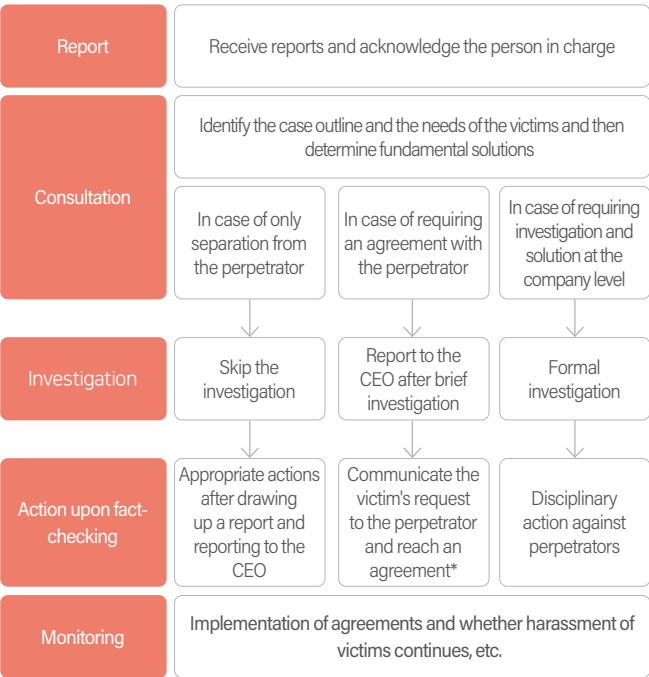 Report
Receive reports and acknowledge the person in charge
Consultation
Identify the case outline and the needs of the victims and then
determine fundamental solutions
In case of only
separation from
the perpetrator
In case of requiring
an agreement with
the perpetrator
In case of requiring
investigation and
solution at the
company level
Investigation
Skip the
investigation
Report to the
CEO after brief
investigation
Formal
investigation
Action upon fact-
checking
Appropriate actions
after drawing
up a report and
reporting to the
CEO
Communicate the
victim's request
to the perpetrator
and reach an
agreement*
Disciplinary
action against
perpetrators
Monitoring
Implementation of agreements and whether harassment of
victims continues, etc.